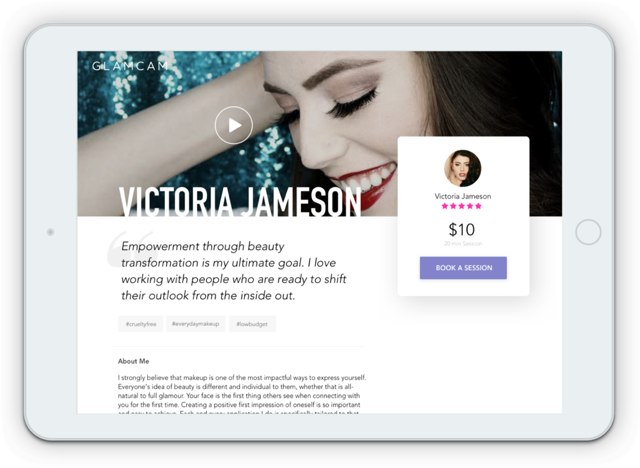 GLAMCAM
VICTORIA JAMESON
Victoria Jameson
$10
20 min Session
BOOK A SESSION
Empowerment through beauty
transformation is my ultimate goal. I love
working with people who are ready to shift
their outlook from the inside out.
#crueltyfree #everydaymakeup #lowbudget
About Me
I strongly believe that makeup is one of the most impactful ways to express yourself.
Everyone's idea of beauty is different and individual to them, whether that is all-
natural to full glamour. Your face is the first thing others see when connecting with
you for the first time. Creating a positive first impression of oneself is so important
and easy to achieve. Each and every application I do is specifically tailored to that